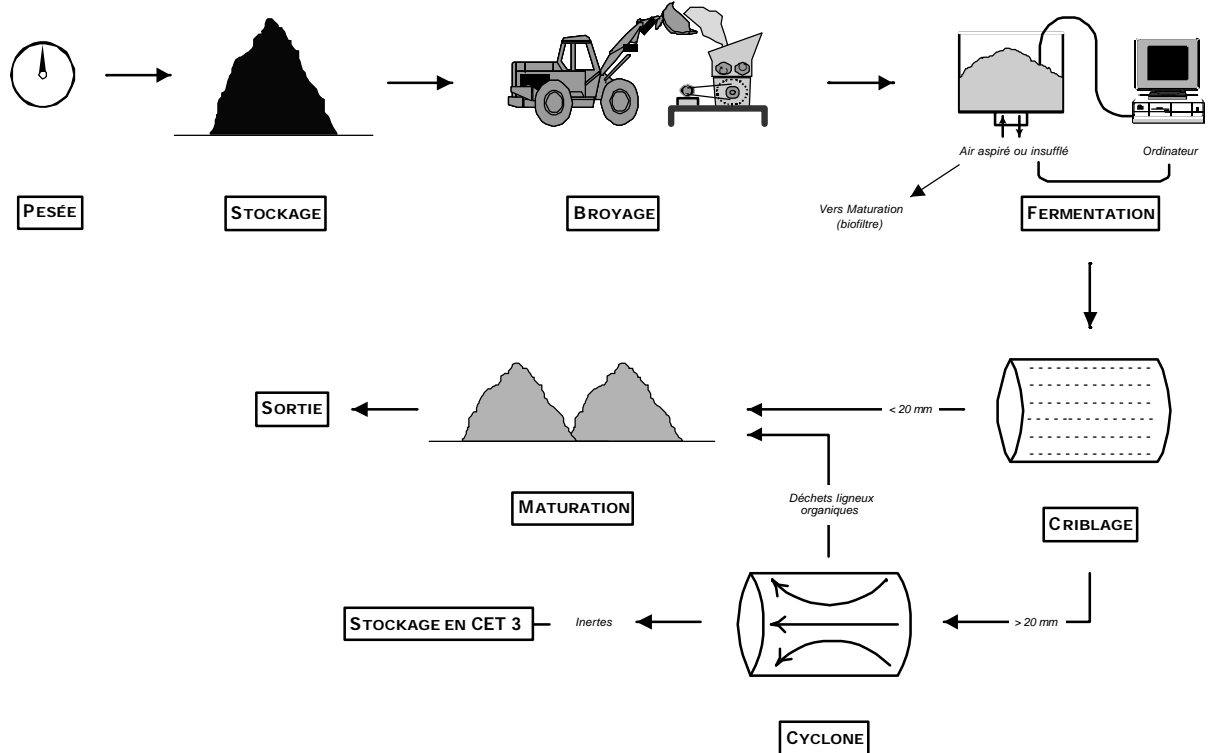 Air aspiré ou insufflé
Ordinateur
PESÉE
STOCKAGE
BROYAGE
Vers Maturation
(biofiltre)
FERMENTATION
SORTIE
< 20 mm
MATURATION
Déchets ligneux
organiques
CRIBLAGE
STOCKAGE EN CET 3
Inertes
> 20 mm
CYCLONE